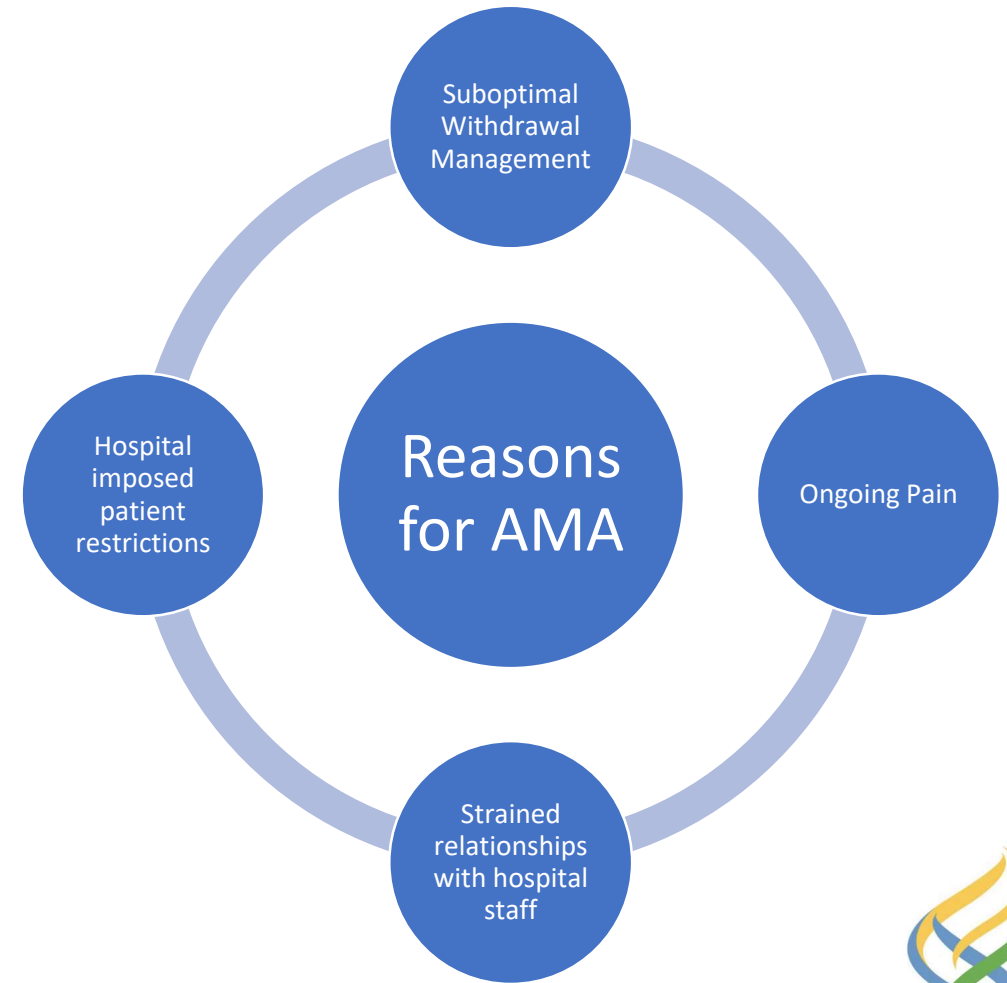 Suboptimal
Withdrawal
Management
Hospital
imposed
patient
restrictions
Reasons
for AMA
Ongoing Pain
Strained
relationships
with hospital
staff